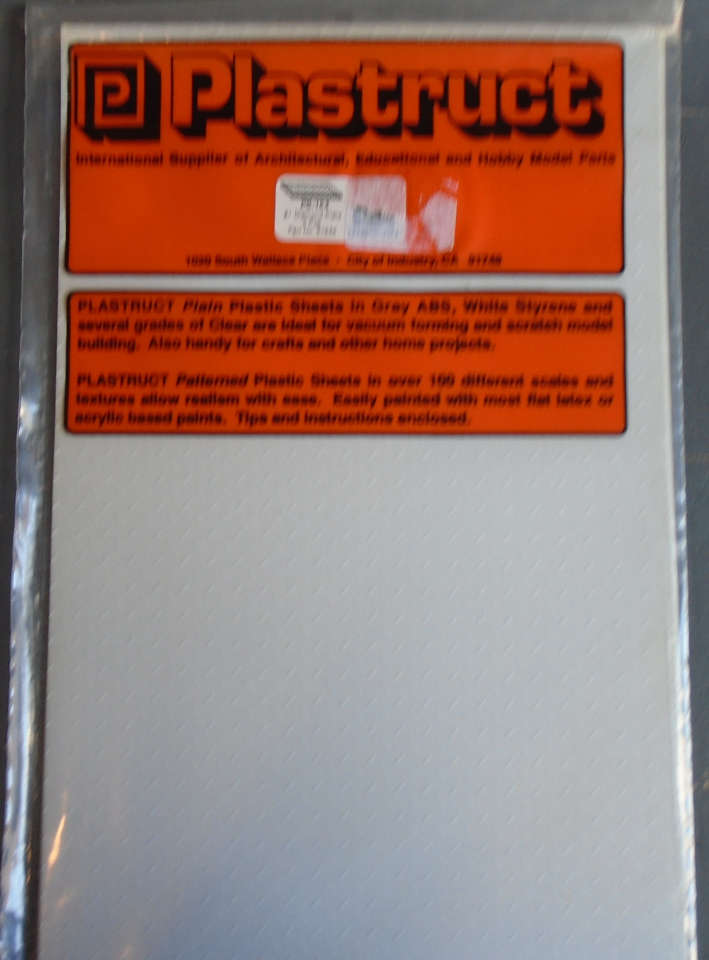 P Plastruct
International Supplier of Architectural, Educational and Hobby Model Parts
1020 South Wallace Place · City of Industry, CA 91748
PLASTRUCT Plain Plastic Sheets in Gray ABS, White Styrene and
several grades of Clear are ideal for vacuum forming and scratch model
building. Also handy for crafts and other home projects.
PLASTRUCT Patterned Plastic Sheets in over 100 different scales and
textures allow realism with ease. Easily painted with most flat latex or
acrylic based paints. Tips and instructions enclosed.